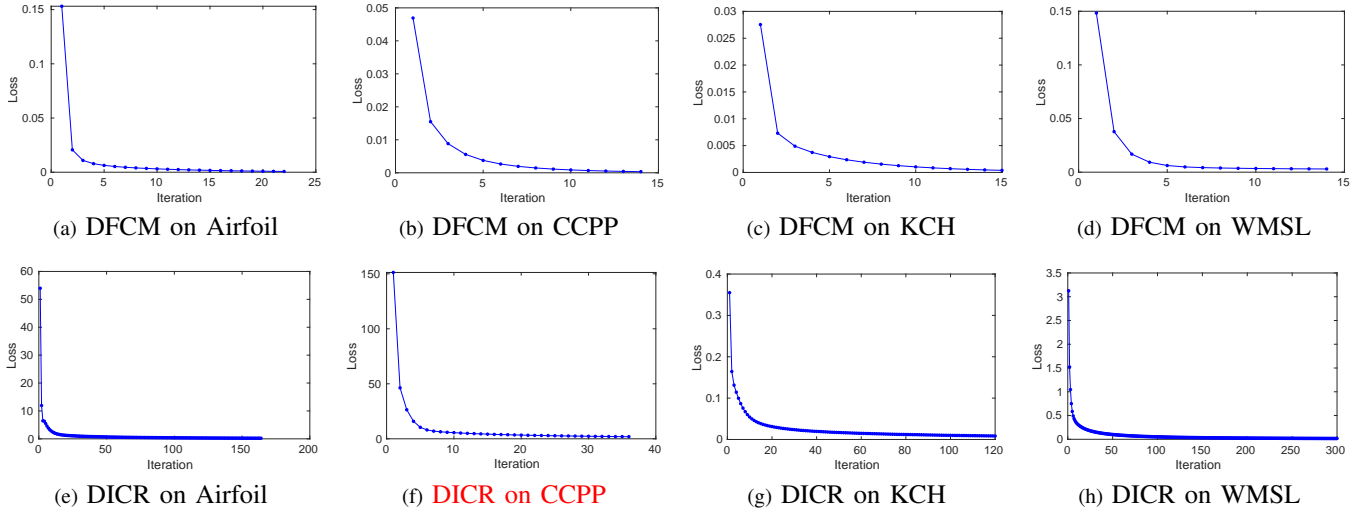 0.15
0.1
0.05
0
Loss
0 5 10 15 20 25
Iteration
(a) DFCM on Airfoil
0.05
0.04
0.03
0.02
0.01
0
Loss
0 5 10 15
Iteration
(b) DFCM on CCPP
0.03
0.025
0.02
0.015
0.01
0.005
0
Loss
0 5 10 15
Iteration
(c) DFCM on KCH
0.15
0.1
0.05
0
Loss
0 5 10 15
Iteration
(d) DFCM on WMSL
60
50
40
30
20
10
0
Loss
0 50 100 150 200
Iteration
(e) DICR on Airfoil
150
100
50
0
Loss
0 10 20 30 40
Iteration
(f) DICR on CCPP
0.4
0.3
0.2
0.1
0
Loss
0 20 40 60 80 100 120
Iteration
(g) DICR on KCH
3.5
3
2.5
2
1.5
1
0.5
0
Loss
0 50 100 150 200 250 300
Iteration
(h) DICR on WMSL